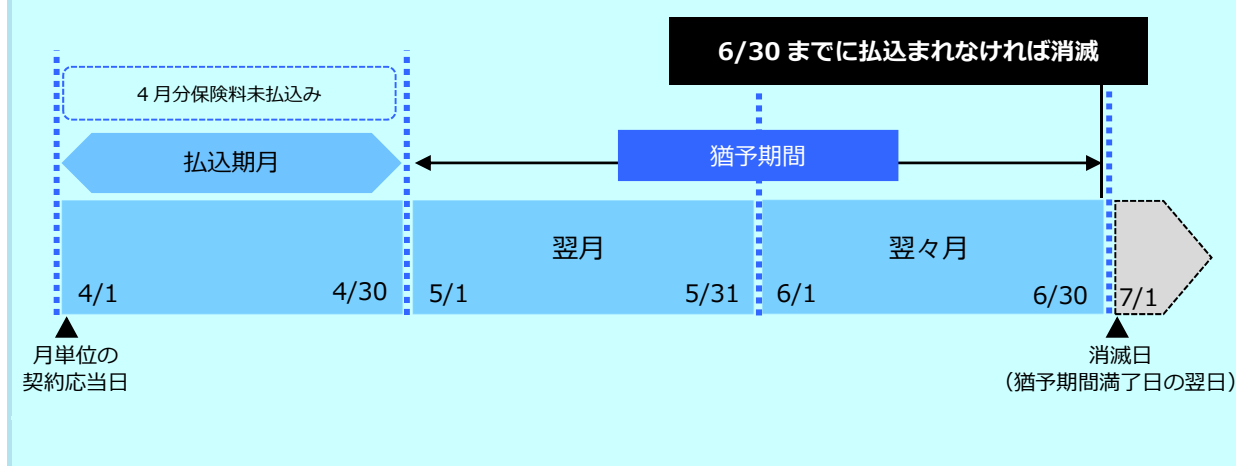 6/30 までに払込まれなければ消滅
4 月分保険料未払込み
払込期月
猶予期間
翌月
翌々月
4/1
4/30
5/1
5/31
6/1
6/30
7/1
月単位の
契約応当日
消滅日
(猶予期間満了日の翌日)